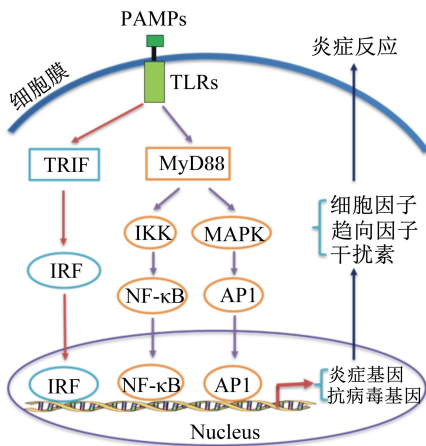 PAMPs
炎症反应
细胞膜
TLRs
TRIF
MyD88
细胞因子
趋向因子
干扰素
IKK
MAPK
IRF
NF-κB
AP1
炎症基因
抗病毒基因
IRF
NF-κB
AP1
Nucleus